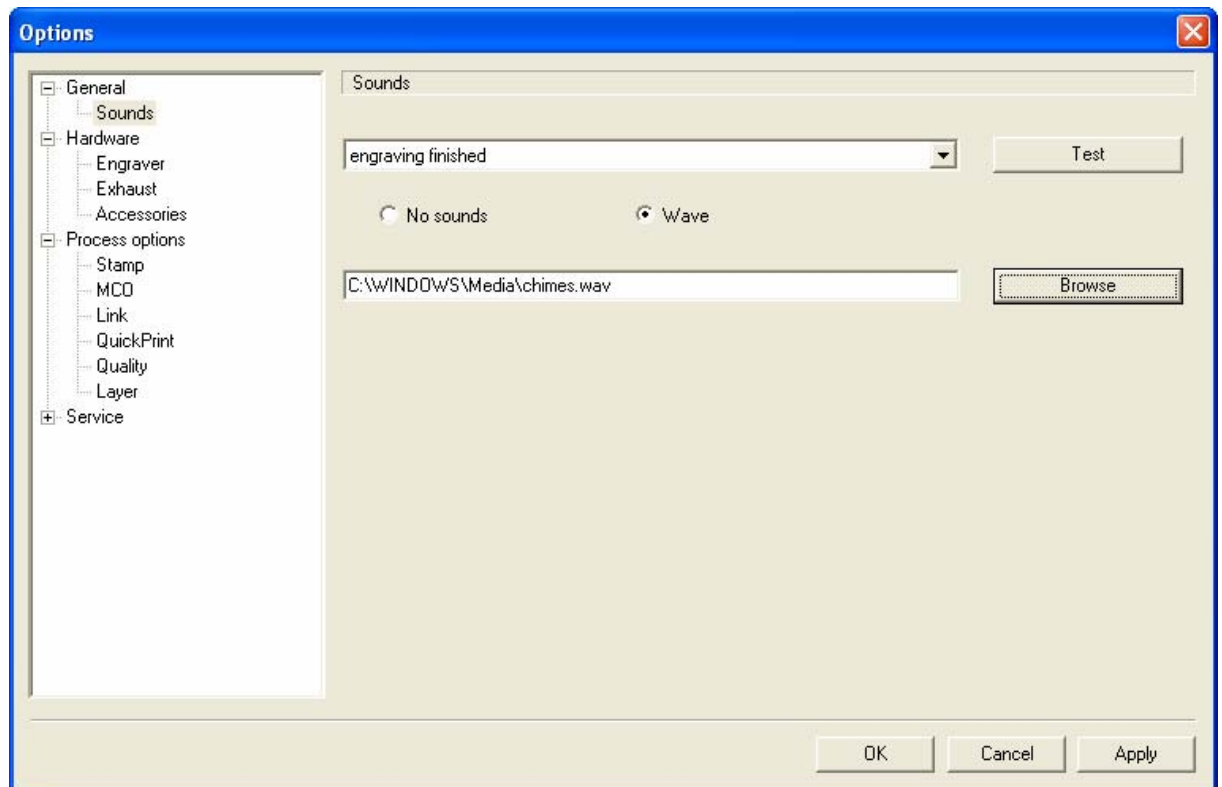 Options
General
Sounds
Hardware
Engraver
Exhaust
Accessories
Process options
Stamp
MCO
Link
QuickPrint
Quality
Layer
Service
Sounds
engraving finished
Test
No sounds
Wave
C:\WINDOWS\Media\chimes.wav
Browse
OK
Cancel
Apply